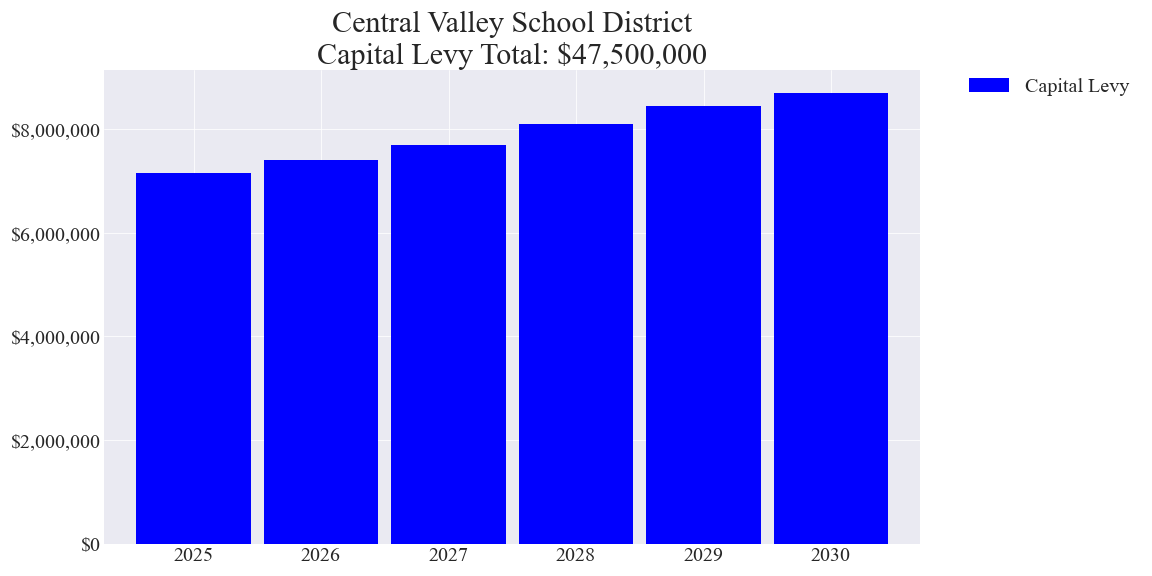 Central Valley School District
Capital Levy Total: $47,500,000
Capital Levy
$8,000,000
$6,000,000
$4,000,000
$2,000,000
$0
2025 2026 2027 2028 2029 2030